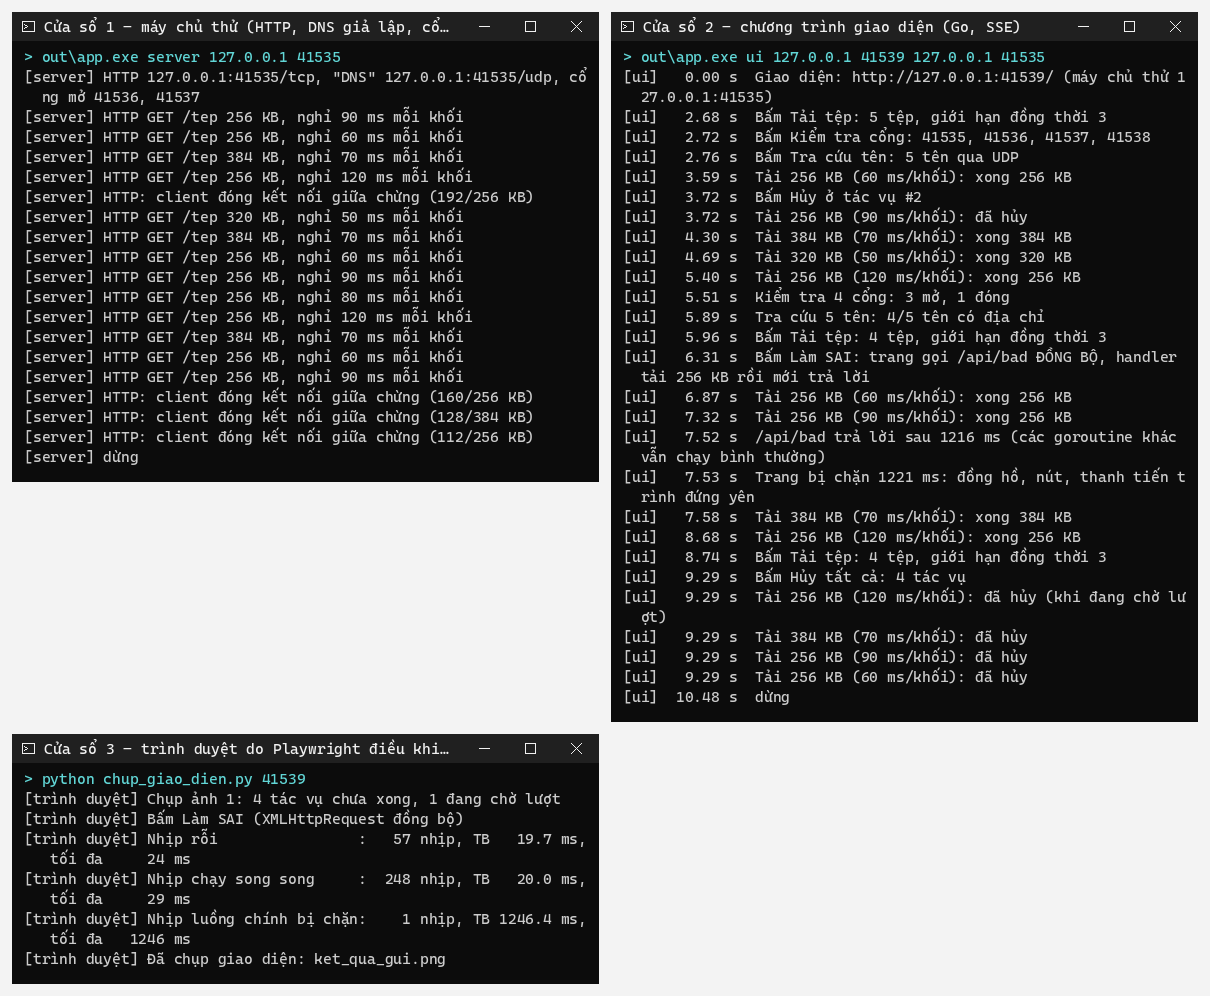 Cửa sổ 1 – máy chủ thử (HTTP, DNS giả lập, cổ…
> out\app.exe server 127.0.0.1 41535
[server] HTTP 127.0.0.1:41535/tcp, "DNS" 127.0.0.1:41535/udp, cổ
ng mở 41536, 41537
[server] HTTP GET /tep 256 KB, nghỉ 90 ms mỗi khối
[server] HTTP GET /tep 256 KB, nghỉ 60 ms mỗi khối
[server] HTTP GET /tep 384 KB, nghỉ 70 ms mỗi khối
[server] HTTP GET /tep 256 KB, nghỉ 120 ms mỗi khối
[server] HTTP: client đóng kết nối giữa chừng (192/256 KB)
[server] HTTP GET /tep 320 KB, nghỉ 50 ms mỗi khối
[server] HTTP GET /tep 384 KB, nghỉ 70 ms mỗi khối
[server] HTTP GET /tep 256 KB, nghỉ 60 ms mỗi khối
[server] HTTP GET /tep 256 KB, nghỉ 90 ms mỗi khối
[server] HTTP GET /tep 256 KB, nghỉ 80 ms mỗi khối
[server] HTTP GET /tep 256 KB, nghỉ 120 ms mỗi khối
[server] HTTP GET /tep 384 KB, nghỉ 70 ms mỗi khối
[server] HTTP GET /tep 256 KB, nghỉ 60 ms mỗi khối
[server] HTTP GET /tep 256 KB, nghỉ 90 ms mỗi khối
[server] HTTP: client đóng kết nối giữa chừng (160/256 KB)
[server] HTTP: client đóng kết nối giữa chừng (128/384 KB)
[server] HTTP: client đóng kết nối giữa chừng (112/256 KB)
[server] dừng
Cửa sổ 2 – chương trình giao diện (Go, SSE)
> out\app.exe ui 127.0.0.1 41539 127.0.0.1 41535
[ui]   0.00 s  Giao diện: http://127.0.0.1:41539/ (máy chủ thử 1
27.0.0.1:41535)
[ui]   2.68 s  Bấm Tải tệp: 5 tệp, giới hạn đồng thời 3
[ui]   2.72 s  Bấm Kiểm tra cổng: 41535, 41536, 41537, 41538
[ui]   2.76 s  Bấm Tra cứu tên: 5 tên qua UDP
[ui]   3.59 s  Tải 256 KB (60 ms/khối): xong 256 KB
[ui]   3.72 s  Bấm Hủy ở tác vụ #2
[ui]   3.72 s  Tải 256 KB (90 ms/khối): đã hủy
[ui]   4.30 s  Tải 384 KB (70 ms/khối): xong 384 KB
[ui]   4.69 s  Tải 320 KB (50 ms/khối): xong 320 KB
[ui]   5.40 s  Tải 256 KB (120 ms/khối): xong 256 KB
[ui]   5.51 s  Kiểm tra 4 cổng: 3 mở, 1 đóng
[ui]   5.89 s  Tra cứu 5 tên: 4/5 tên có địa chỉ
[ui]   5.96 s  Bấm Tải tệp: 4 tệp, giới hạn đồng thời 3
[ui]   6.31 s  Bấm Làm SAI: trang gọi /api/bad ĐỒNG BỘ, handler
tải 256 KB rồi mới trả lời
[ui]   6.87 s  Tải 256 KB (60 ms/khối): xong 256 KB
[ui]   7.32 s  Tải 256 KB (90 ms/khối): xong 256 KB
[ui]   7.52 s  /api/bad trả lời sau 1216 ms (các goroutine khác
vẫn chạy bình thường)
[ui]   7.53 s  Trang bị chặn 1221 ms: đồng hồ, nút, thanh tiến t
rình đứng yên
[ui]   7.58 s  Tải 384 KB (70 ms/khối): xong 384 KB
[ui]   8.68 s  Tải 256 KB (120 ms/khối): xong 256 KB
[ui]   8.74 s  Bấm Tải tệp: 4 tệp, giới hạn đồng thời 3
[ui]   9.29 s  Bấm Hủy tất cả: 4 tác vụ
[ui]   9.29 s  Tải 256 KB (120 ms/khối): đã hủy (khi đang chờ lư
ợt)
[ui]   9.29 s  Tải 384 KB (70 ms/khối): đã hủy
[ui]   9.29 s  Tải 256 KB (90 ms/khối): đã hủy
[ui]   9.29 s  Tải 256 KB (60 ms/khối): đã hủy
[ui]  10.48 s  dừng
Cửa sổ 3 – trình duyệt do Playwright điều khi…
> python chup_giao_dien.py 41539
[trình duyệt] Chụp ảnh 1: 4 tác vụ chưa xong, 1 đang chờ lượt
[trình duyệt] Bấm Làm SAI (XMLHttpRequest đồng bộ)
[trình duyệt] Nhịp rỗi                :   57 nhịp, TB   19.7 ms,
tối đa     24 ms
[trình duyệt] Nhịp chạy song song     :  248 nhịp, TB   20.0 ms,
tối đa     29 ms
[trình duyệt] Nhịp luồng chính bị chặn:    1 nhịp, TB 1246.4 ms,
tối đa   1246 ms
[trình duyệt] Đã chụp giao diện: ket_qua_gui.png